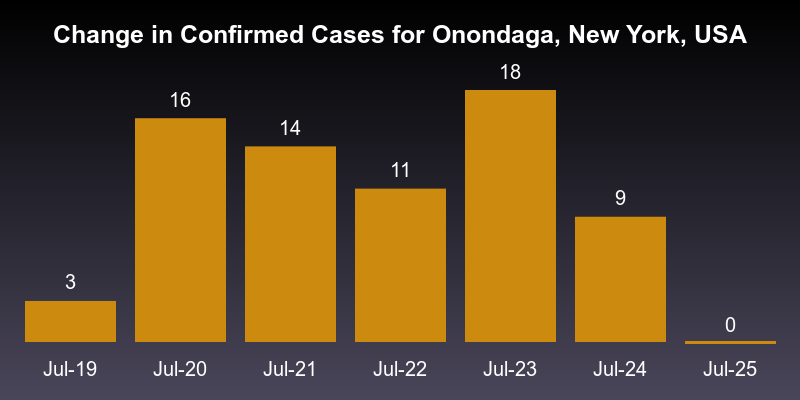 Change in Confirmed Cases for Onondaga, New York, USA
3
16
14
11
18
9
0
Jul-19
Jul-20
Jul-21
Jul-22
Jul-23
Jul-24
Jul-25